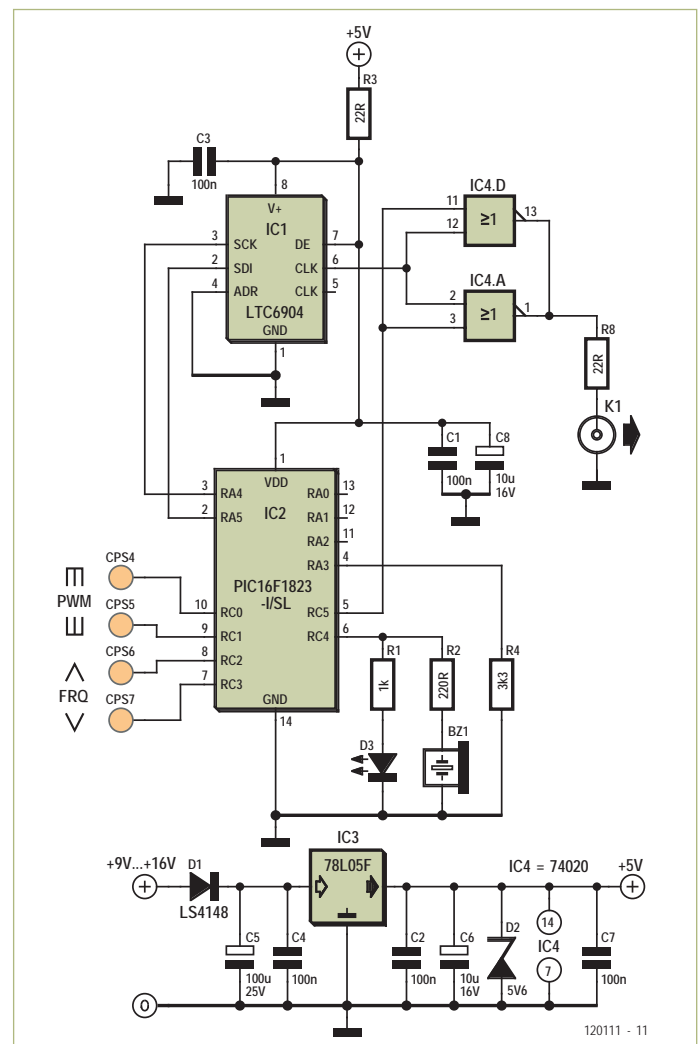 +5V
R3
22R
C3
100n
8
V+
IC1
3
SCK
DE
7
2
SDI
CLK
6
4
ADR
CLK
5
LTC6904
GND
1
IC4.D
11
12
≥1
13
IC4.A
2
3
≥1
1
R8
22R
K1
1
VDD
IC2
C1
100n
C8
10u
16V
3
RA4
RA0
13
2
RA5
RA1
12
RA2
11
RA3
4
PIC16F1823
-I/SL
CPS4
PWM
CPS5
CPS6
FRQ
CPS7
10
RC0
RC5
5
9
RC1
RC4
6
8
RC2
7
RC3
GND
14
R1
1k
R2
220R
R4
3k3
D3
BZ1
+9V...+16V
D1
LS4148
IC3
78L05F
IC4 = 74020
+5V
C5
100u
25V
C4
100n
C2
100n
C6
10u
16V
D2
5V6
14
IC4
7
C7
100n
0
120111 - 11